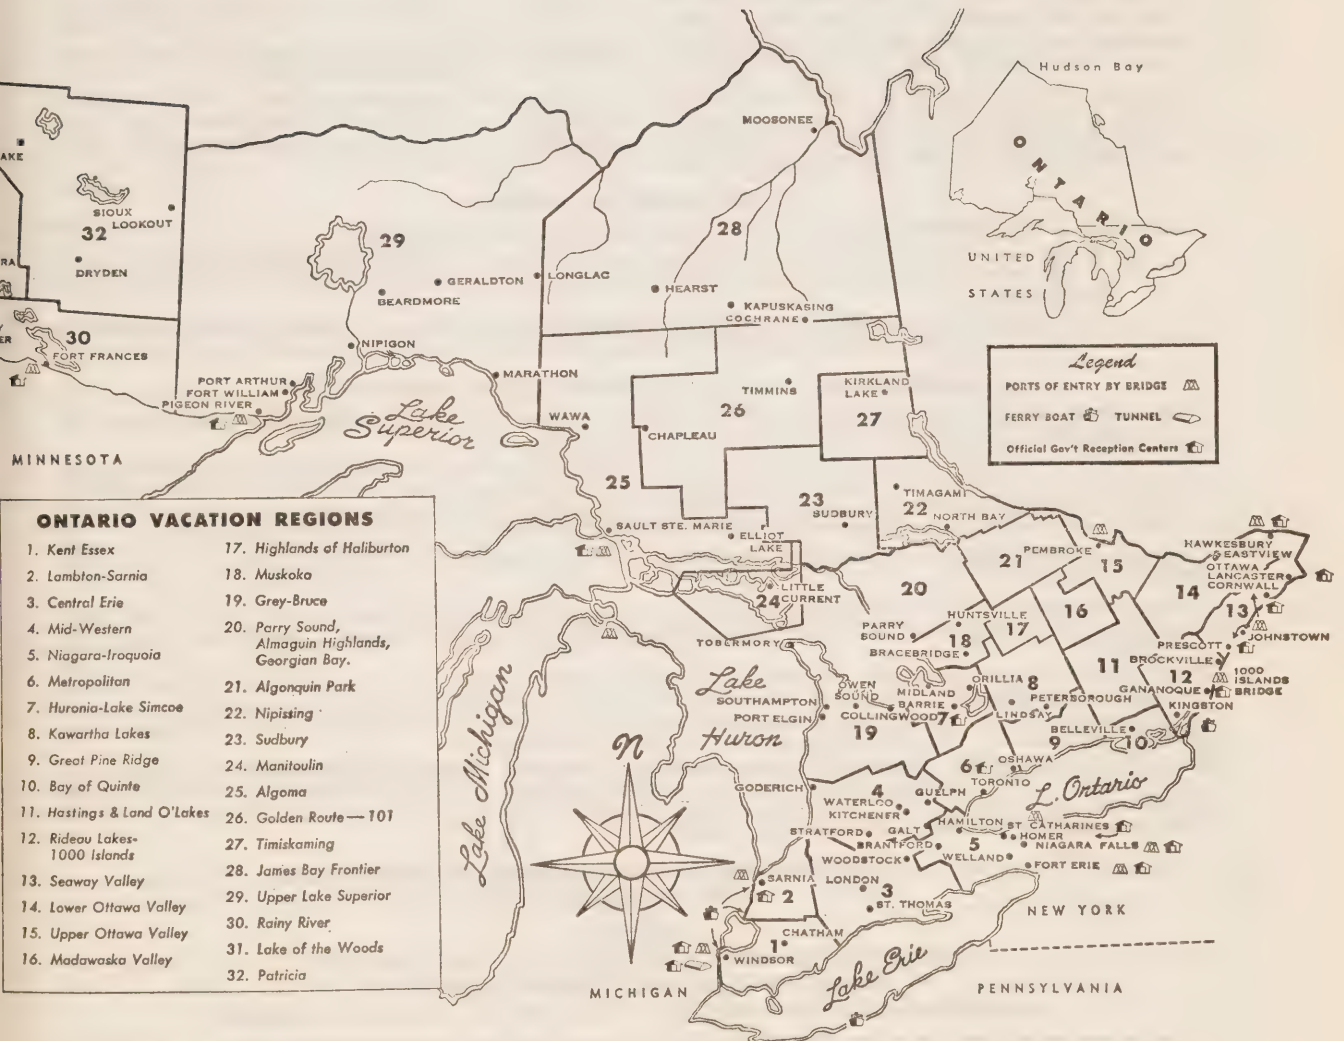 Hudson Bay
ONTARIO
UNITED
STATES
MOOSONEE
AKE
SIOUX
LOOKOUT
32
DRYDEN
RA
29
GERALDTON
BEARDMORE
LONGLAC
28
HEARST
KAPUSKASING
COCHRANE
ER
30
FORT FRANCES
NIPIGON
PORT ARTHUR
FORT WILLIAM
PIGEON RIVER
MARATHON
Lake
Superior
WAWA
TIMMINS
26
CHAPLEAU
KIRKLAND
LAKE
27
Legend
PORTS OF ENTRY BY BRIDGE
FERRY BOAT
TUNNEL
Official Gov't Reception Centers
MINNESOTA
25
23
SUDBURY
TIMAGAMI
22
NORTH BAY
SAULT STE. MARIE
ELLIOT
LAKE
24
LITTLE
CURRENT
TOBERMORY
20
21
PEMBROKE
15
HAWKESBURY
EASTVIEW
OTTAWA
LANCASTER
CORNWALL
14
13
16
HUNTSVILLE
17
18
PARRY
SOUND
BRACEBRIDGE
PRESCOTT
JOHNSTOWN
BROCKVILLE
11
12
1000
ISLANDS
BRIDGE
GANANOQUE
KINGSTON
ORILLIA
8
PETERBOROUGH
LINDSAY
MIDLAND
BARRIE
7
COLLINGWOOD
OWEN
SOUND
SOUTHAMPTON
PORT ELGIN
19
9
BELLEVILLE
10
Lake
Huron
Lake Michigan
N
6
OSHAWA
TORONTO
L. Ontario
GODERICH
4
GUELPH
WATERLOO
KITCHENER
GALT
HAMILTON
ST CATHARINES
HOMER
NIAGARA FALLS
STRATFORD
BRANTFORD
5
WOODSTOCK
WELLAND
FORT ERIE
SARNIA
2
LONDON
3
ST. THOMAS
CHATHAM
1
WINDSOR
Lake Erie
NEW YORK
PENNSYLVANIA
MICHIGAN
ONTARIO VACATION REGIONS
1. Kent Essex
2. Lambton-Sarnia
3. Central Erie
4. Mid-Western
5. Niagara-Iroquoia
6. Metropolitan
7. Huronia-Lake Simcoe
8. Kawartha Lakes
9. Great Pine Ridge
10. Bay of Quinte
11. Hastings & Land O'Lakes
12. Rideau Lakes-
1000 Islands
13. Seaway Valley
14. Lower Ottawa Valley
15. Upper Ottawa Valley
16. Madawaska Valley
17. Highlands of Haliburton
18. Muskoka
19. Grey-Bruce
20. Parry Sound,
Almaguin Highlands,
Georgian Bay.
21. Algonquin Park
22. Nipissing
23. Sudbury
24. Manitoulin
25. Algoma
26. Golden Route—101
27. Timiskaming
28. James Bay Frontier
29. Upper Lake Superior
30. Rainy River
31. Lake of the Woods
32. Patricia